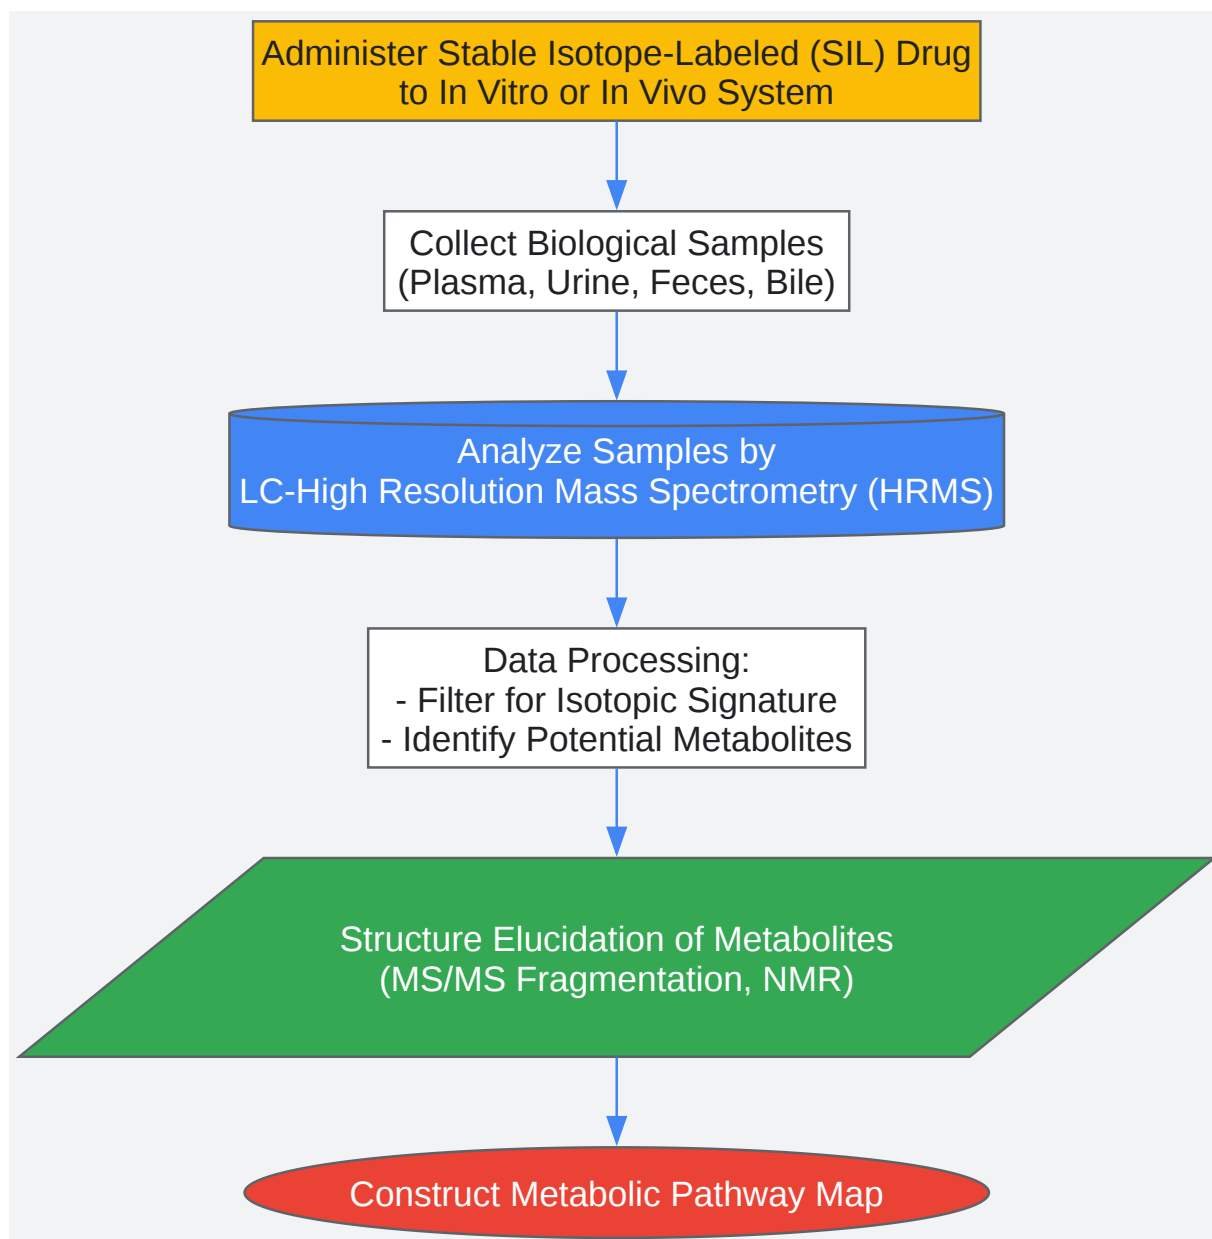 Administer Stable Isotope-Labeled (SIL) Drug
to In Vitro or In Vivo System
Collect Biological Samples
(Plasma, Urine, Feces, Bile)
Analyze Samples by
LC-High Resolution Mass Spectrometry (HRMS)
Data Processing:
- Filter for Isotopic Signature
- Identify Potential Metabolites
Structure Elucidation of Metabolites
(MS/MS Fragmentation, NMR)
Construct Metabolic Pathway Map